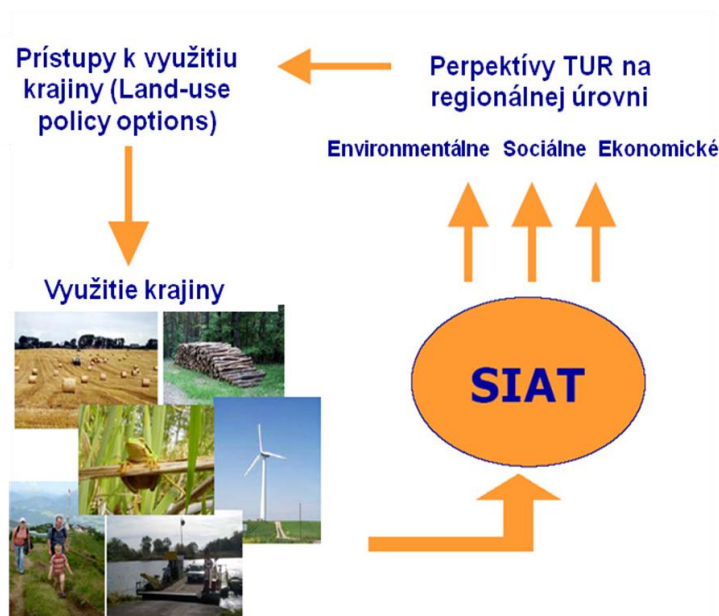 Prístupy k využitiu
krajiny (Land-use
policy options)
Perpektívy TUR na
regionálnej úrovni
Environmentálne Sociálne Ekonomické
Využitie krajiny
SIAT